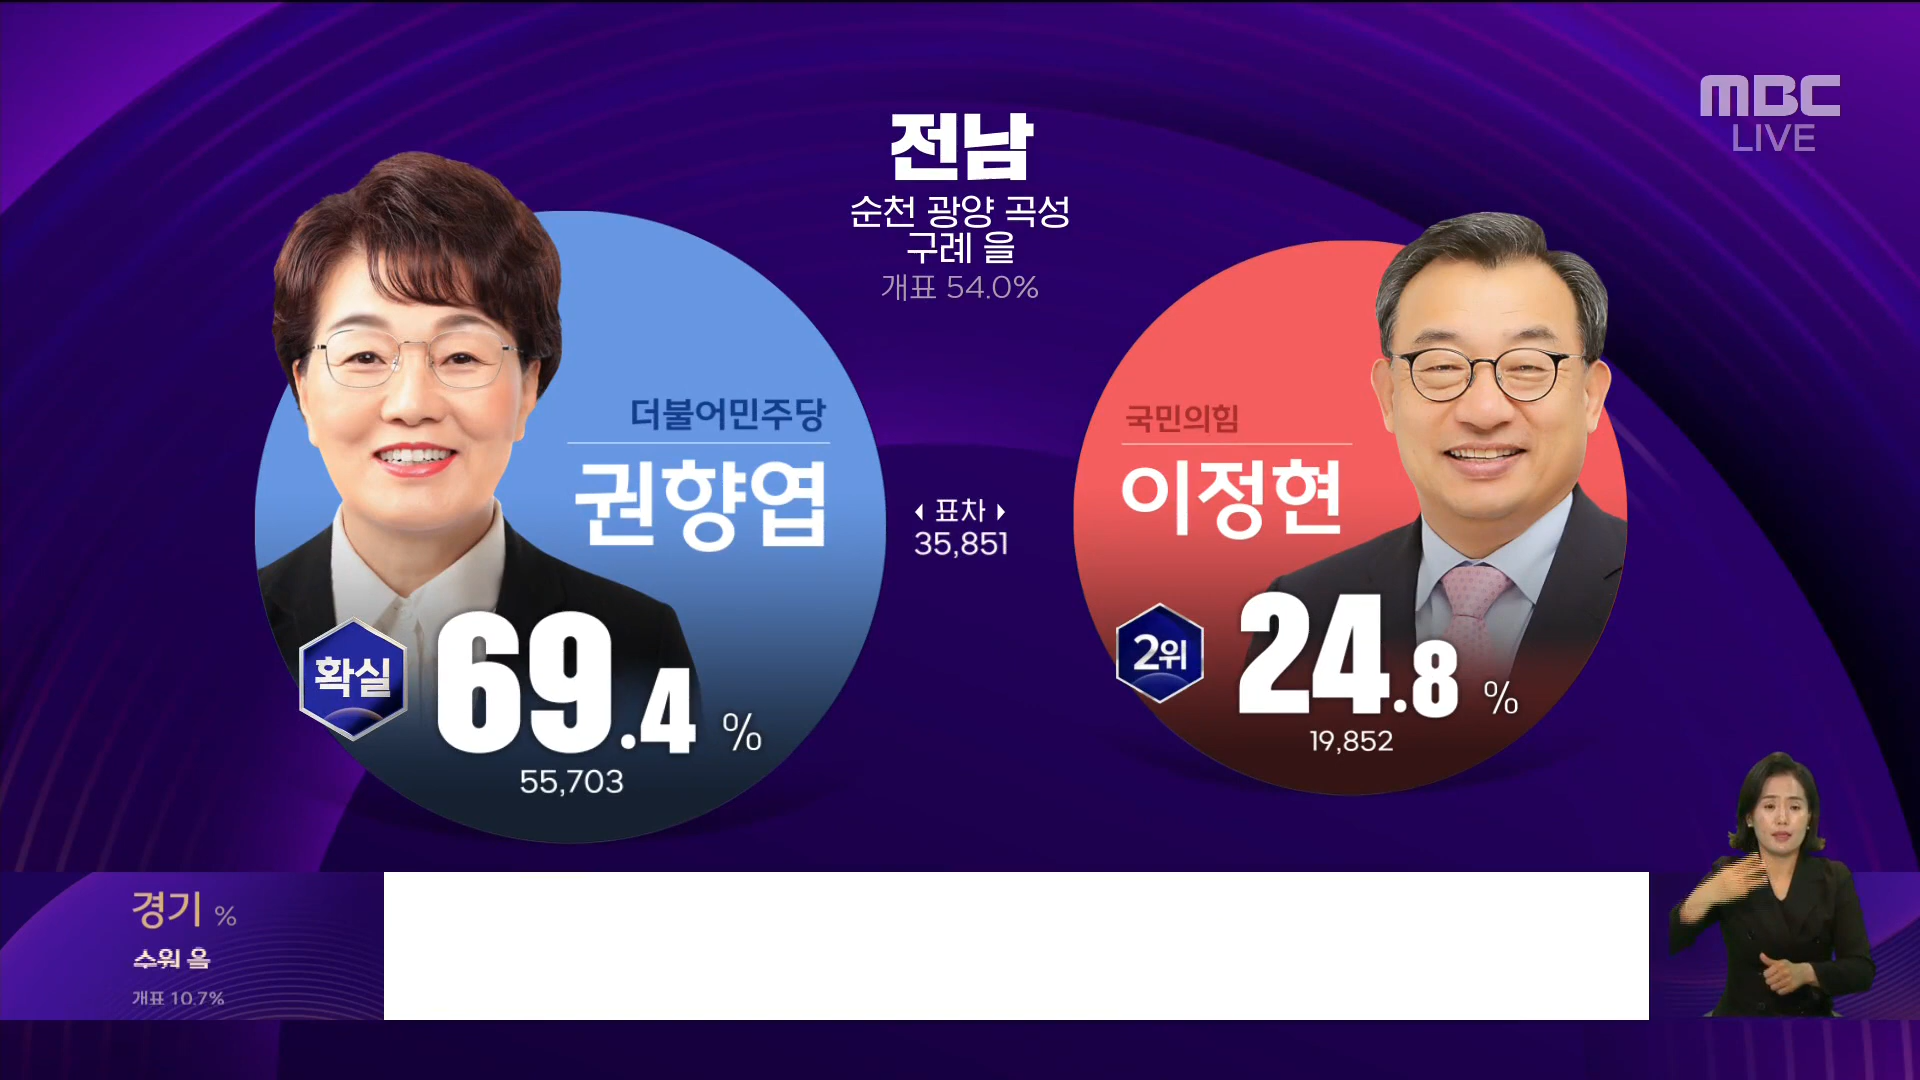 MBC
LIVE
전남
순천 광양 곡성
구례 을
개표 54.0%
더불어민주당
권향엽
확실
69.4 %
55,703
표차
35,851
국민의힘
이정현
2위
24.8 %
19,852
경기 %
수원 을
개표 10.7%